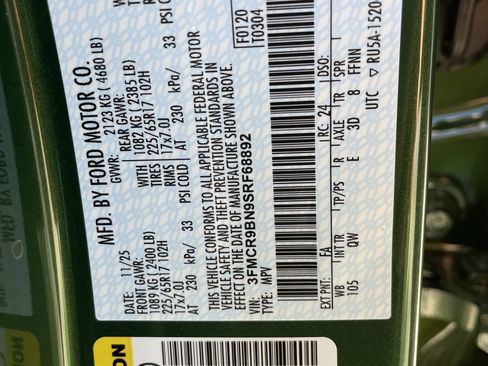 MFD. BY FORD MOTOR CO.
DATE: 11/25
GVWR: 2123 KG ( 4680 LB)
FRONT GAWR: REAR GAWR:
1089 KG ( 2400 LB) 1082 KG ( 2385 LB)
225/65R17 102H TIRES 225/65R17 102H
17x7.0J RIMS 17x7.0J
AT 230 kPa/ 33 PSI COLD AT 230 kPa/ 33 PSI COLD
THIS VEHICLE CONFORMS TO ALL APPLICABLE FEDERAL MOTOR
VEHICLE SAFETY AND THEFT PREVENTION STANDARDS IN EFFECT
ON THE DATE OF MANUFACTURE SHOWN ABOVE.
VIN: 3FMCR9BN9SRF68892
TYPE: MPV
F0120
T0304
EXT PNT: FA RC: 24 DSO:
WB INT TR TP/PS R AXLE TR SPR
105 QW E 3D 8 FFNN
UTC RU5A-1520